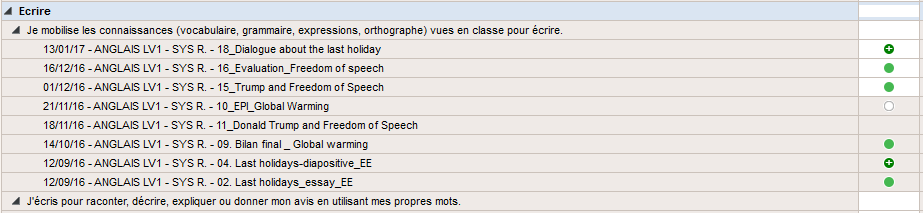 Ecrire
Je mobilise les connaissances (vocabulaire, grammaire, expressions, orthographe) vues en classe pour écrire.
13/01/17 - ANGLAIS LV1 - SYS R. - 18_Dialogue about the last holiday
16/12/16 - ANGLAIS LV1 - SYS R. - 16_Evaluation_Freedom of speech
01/12/16 - ANGLAIS LV1 - SYS R. - 15_Trump and Freedom of Speech
21/11/16 - ANGLAIS LV1 - SYS R. - 10_EPI_Global Warming
18/11/16 - ANGLAIS LV1 - SYS R. - 11_Donald Trump and Freedom of Speech
14/10/16 - ANGLAIS LV1 - SYS R. - 09. Bilan final _ Global warming
12/09/16 - ANGLAIS LV1 - SYS R. - 04. Last holidays-diapositive_EE
12/09/16 - ANGLAIS LV1 - SYS R. - 02. Last holidays_essay_EE
J'écris pour raconter, décrire, expliquer ou donner mon avis en utilisant mes propres mots.